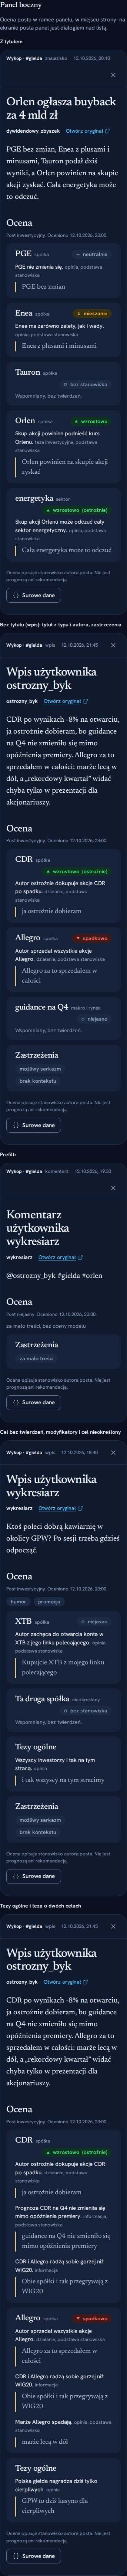 Panel boczny
Ocena posta w ramce panelu, w miejscu strony: na
ekranie posta panel jest dialogiem nad listą.
Z tytułem
Wykop · #gielda znalezisko 12.10.2026, 20:15
Orlen ogłasza buyback
za 4 mld zł
dywidendowy_zbyszek Otwórz oryginał
PGE bez zmian, Enea z plusami i
minusami, Tauron podał dziś
wyniki, a Orlen powinien na skupie
akcji zyskać. Cała energetyka może
to odczuć.
Ocena
Post inwestycyjny. Oceniono: 12.10.2026, 23:00.
PGE spółka
neutralnie
PGE nie zmienia się. opinia, podstawa
stanowiska
PGE bez zmian
Enea spółka
mieszanie
Enea ma zarówno zalety, jak i wady.
opinia, podstawa stanowiska
Enea z plusami i minusami
Tauron spółka
bez stanowiska
Wspomniany, bez twierdzeń.
Orlen spółka
wzrostowo
Skup akcji powinien podnieść kurs
Orlenu. teza inwestycyjna, podstawa
stanowiska
Orlen powinien na skupie akcji
zyskać
energetyka sektor
wzrostowo (ostrożnie)
Skup akcji Orlenu może odczuć cały
sektor energetyczny. opinia, podstawa
stanowiska
Cała energetyka może to odczuć
Ocena opisuje stanowisko autora posta. Nie jest
prognozą ani rekomendacją.
Surowe dane
Bez tytułu (wpis): tytuł z typu i autora, zastrzeżenia
Wykop · #gielda wpis 12.10.2026, 21:45
Wpis użytkownika
ostrozny_byk
ostrozny_byk Otwórz oryginał
CDR po wynikach -8% na otwarciu,
ja ostrożnie dobieram, bo guidance
na Q4 nie zmieniło się mimo
opóźnienia premiery. Allegro za to
sprzedałem w całości: marże lecą w
dół, a „rekordowy kwartał” widać
chyba tylko w prezentacji dla
akcjonariuszy.
Ocena
Post inwestycyjny. Oceniono: 12.10.2026, 23:00.
CDR spółka
wzrostowo (ostrożnie)
Autor ostrożnie dokupuje akcje CDR
po spadku. działanie, podstawa
stanowiska
ja ostrożnie dobieram
Allegro spółka
spadkowo
Autor sprzedał wszystkie akcje
Allegro. działanie, podstawa stanowiska
Allegro za to sprzedałem w
całości
guidance na Q4 makro i rynek
niejasno
Wspomniany, bez twierdzeń.
Zastrzeżenia
możliwy sarkazm
brak kontekstu
Ocena opisuje stanowisko autora posta. Nie jest
prognozą ani rekomendacją.
Surowe dane
Prefiltr
Wykop · #gielda komentarz 12.10.2026, 19:30
Komentarz
użytkownika
wykresiarz
wykresiarz Otwórz oryginał
@ostrozny_byk #gielda #orlen
Ocena
Post niejasny. Oceniono: 12.10.2026, 23:00.
za mało treści, bez oceny modelu
Zastrzeżenia
za mało treści
Ocena opisuje stanowisko autora posta. Nie jest
prognozą ani rekomendacją.
Surowe dane
Cel bez twierdzeń, modyfikatory i cel nieokreślony
Wykop · #gielda wpis 12.10.2026, 18:40
Wpis użytkownika
wykresiarz
wykresiarz Otwórz oryginał
Ktoś poleci dobrą kawiarnię w
okolicy GPW? Po sesji trzeba gdzieś
odpocząć.
Ocena
Post nieinwestycyjny. Oceniono: 12.10.2026, 23:00.
humor promocja
XTB spółka
niejasno
Autor zachęca do otwarcia konta w
XTB z jego linku polecającego. opinia,
podstawa stanowiska
Kupujcie XTB z mojego linku
polecającego
Ta druga spółka nieokreślony
bez stanowiska
Wspomniany, bez twierdzeń.
Tezy ogólne
Wszyscy inwestorzy i tak na tym
stracą. opinia
i tak wszyscy na tym stracimy
Zastrzeżenia
możliwy sarkazm
brak kontekstu
Ocena opisuje stanowisko autora posta. Nie jest
prognozą ani rekomendacją.
Surowe dane
Tezy ogólne i teza o dwóch celach
Wykop · #gielda wpis 12.10.2026, 21:45
Wpis użytkownika
ostrozny_byk
ostrozny_byk Otwórz oryginał
CDR po wynikach -8% na otwarciu,
ja ostrożnie dobieram, bo guidance
na Q4 nie zmieniło się mimo
opóźnienia premiery. Allegro za to
sprzedałem w całości: marże lecą w
dół, a „rekordowy kwartał” widać
chyba tylko w prezentacji dla
akcjonariuszy.
Ocena
Post inwestycyjny. Oceniono: 12.10.2026, 23:00.
CDR spółka
wzrostowo (ostrożnie)
Autor ostrożnie dokupuje akcje CDR
po spadku. działanie, podstawa
stanowiska
ja ostrożnie dobieram
Prognoza CDR na Q4 nie zmieniła się
mimo opóźnienia premiery. informacja,
podstawa stanowiska
guidance na Q4 nie zmieniło się
mimo opóźnienia premiery
CDR i Allegro radzą sobie gorzej niż
WIG20. informacja
Obie spółki i tak przegrywają z
WIG20
Allegro spółka
spadkowo
Autor sprzedał wszystkie akcje
Allegro. działanie, podstawa stanowiska
Allegro za to sprzedałem w
całości
CDR i Allegro radzą sobie gorzej niż
WIG20. informacja
Obie spółki i tak przegrywają z
WIG20
Marże Allegro spadają. opinia, podstawa
stanowiska
marże lecą w dół
Tezy ogólne
Polska giełda nagradza dziś tylko
cierpliwych. opinia
GPW to dziś kasyno dla
cierpliwych
Ocena opisuje stanowisko autora posta. Nie jest
prognozą ani rekomendacją.
Surowe dane